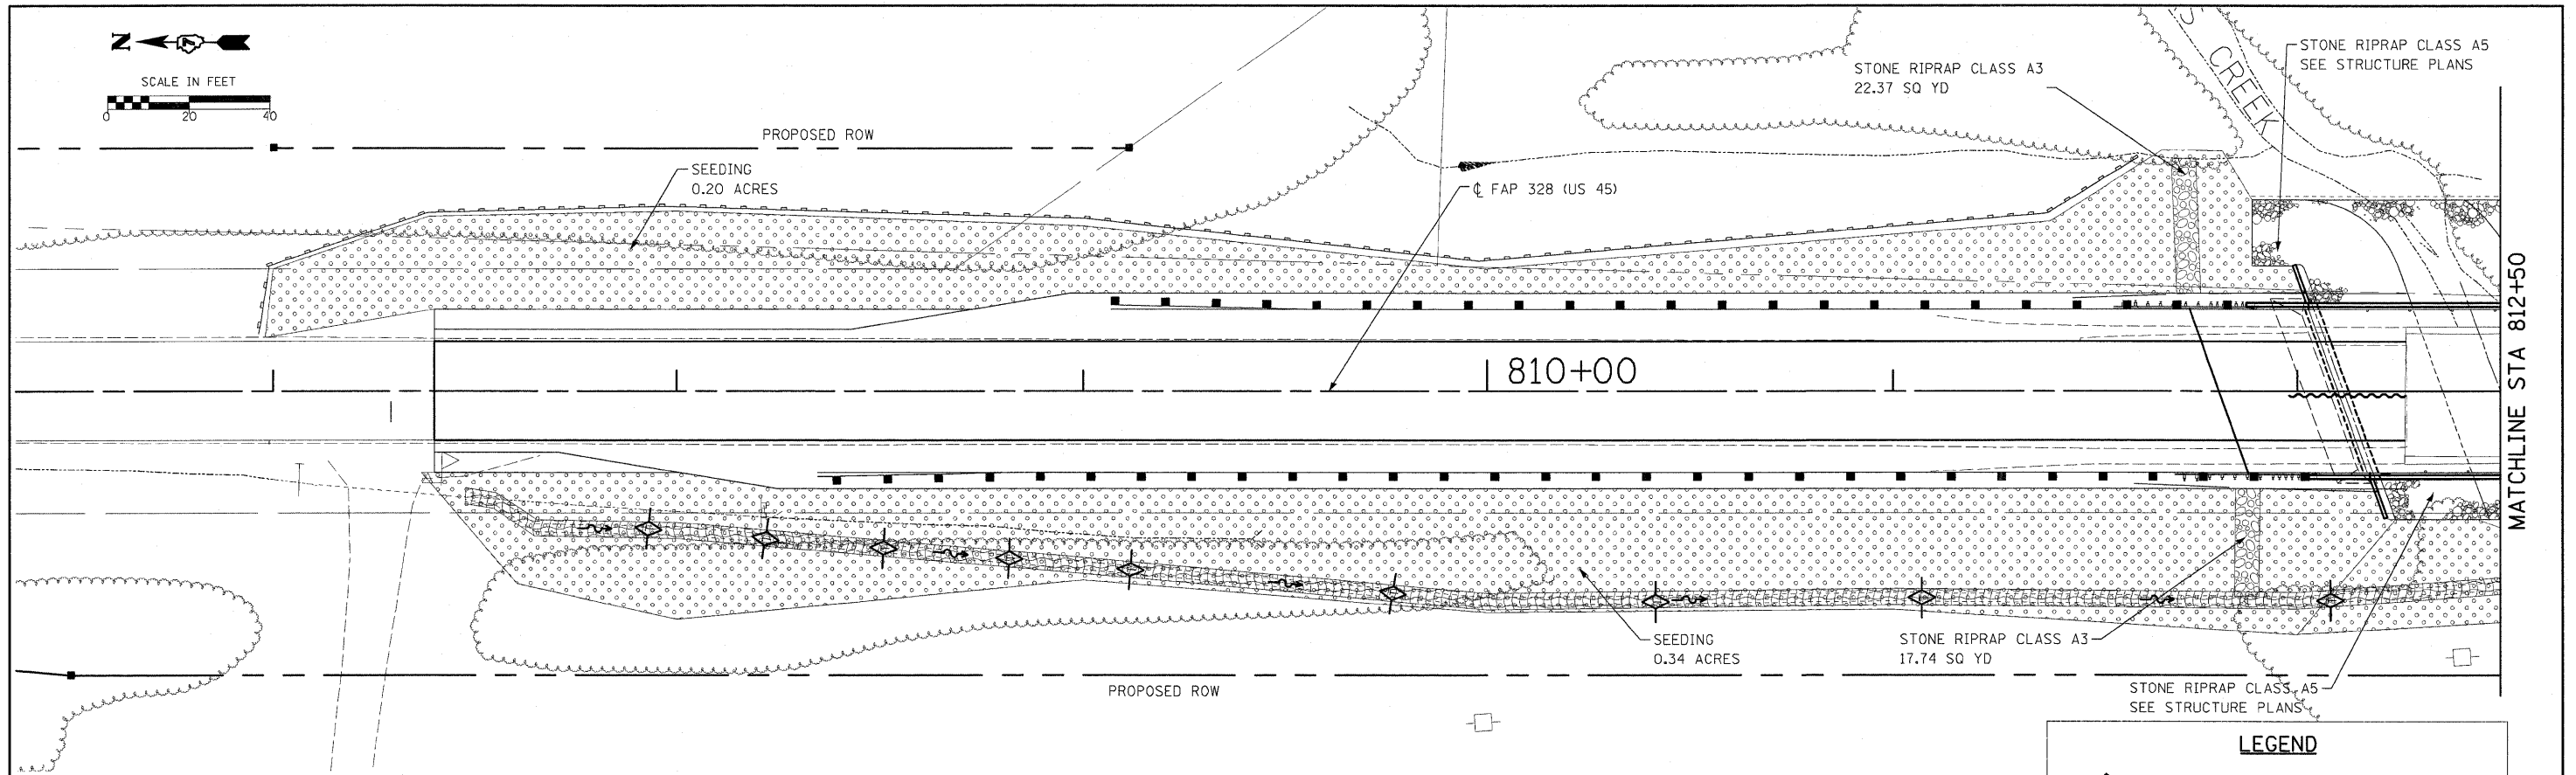 N
SCALE IN FEET
0 20 40
PROPOSED ROW
SEEDING
0.20 ACRES
℄ FAP 328 (US 45)
STONE RIPRAP CLASS A3
22.37 SQ YD
CREEK
STONE RIPRAP CLASS A5
SEE STRUCTURE PLANS
810+00
MATCHLINE STA 812+50
SEEDING
0.34 ACRES
STONE RIPRAP CLASS A3
17.74 SQ YD
PROPOSED ROW
STONE RIPRAP CLASS A5
SEE STRUCTURE PLANS
LEGEND